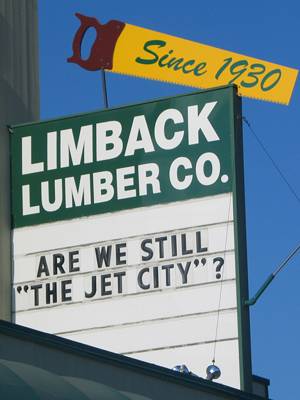 Since 1930
LIMBACK
LUMBER CO.
ARE WE STILL
"THE JET CITY"?